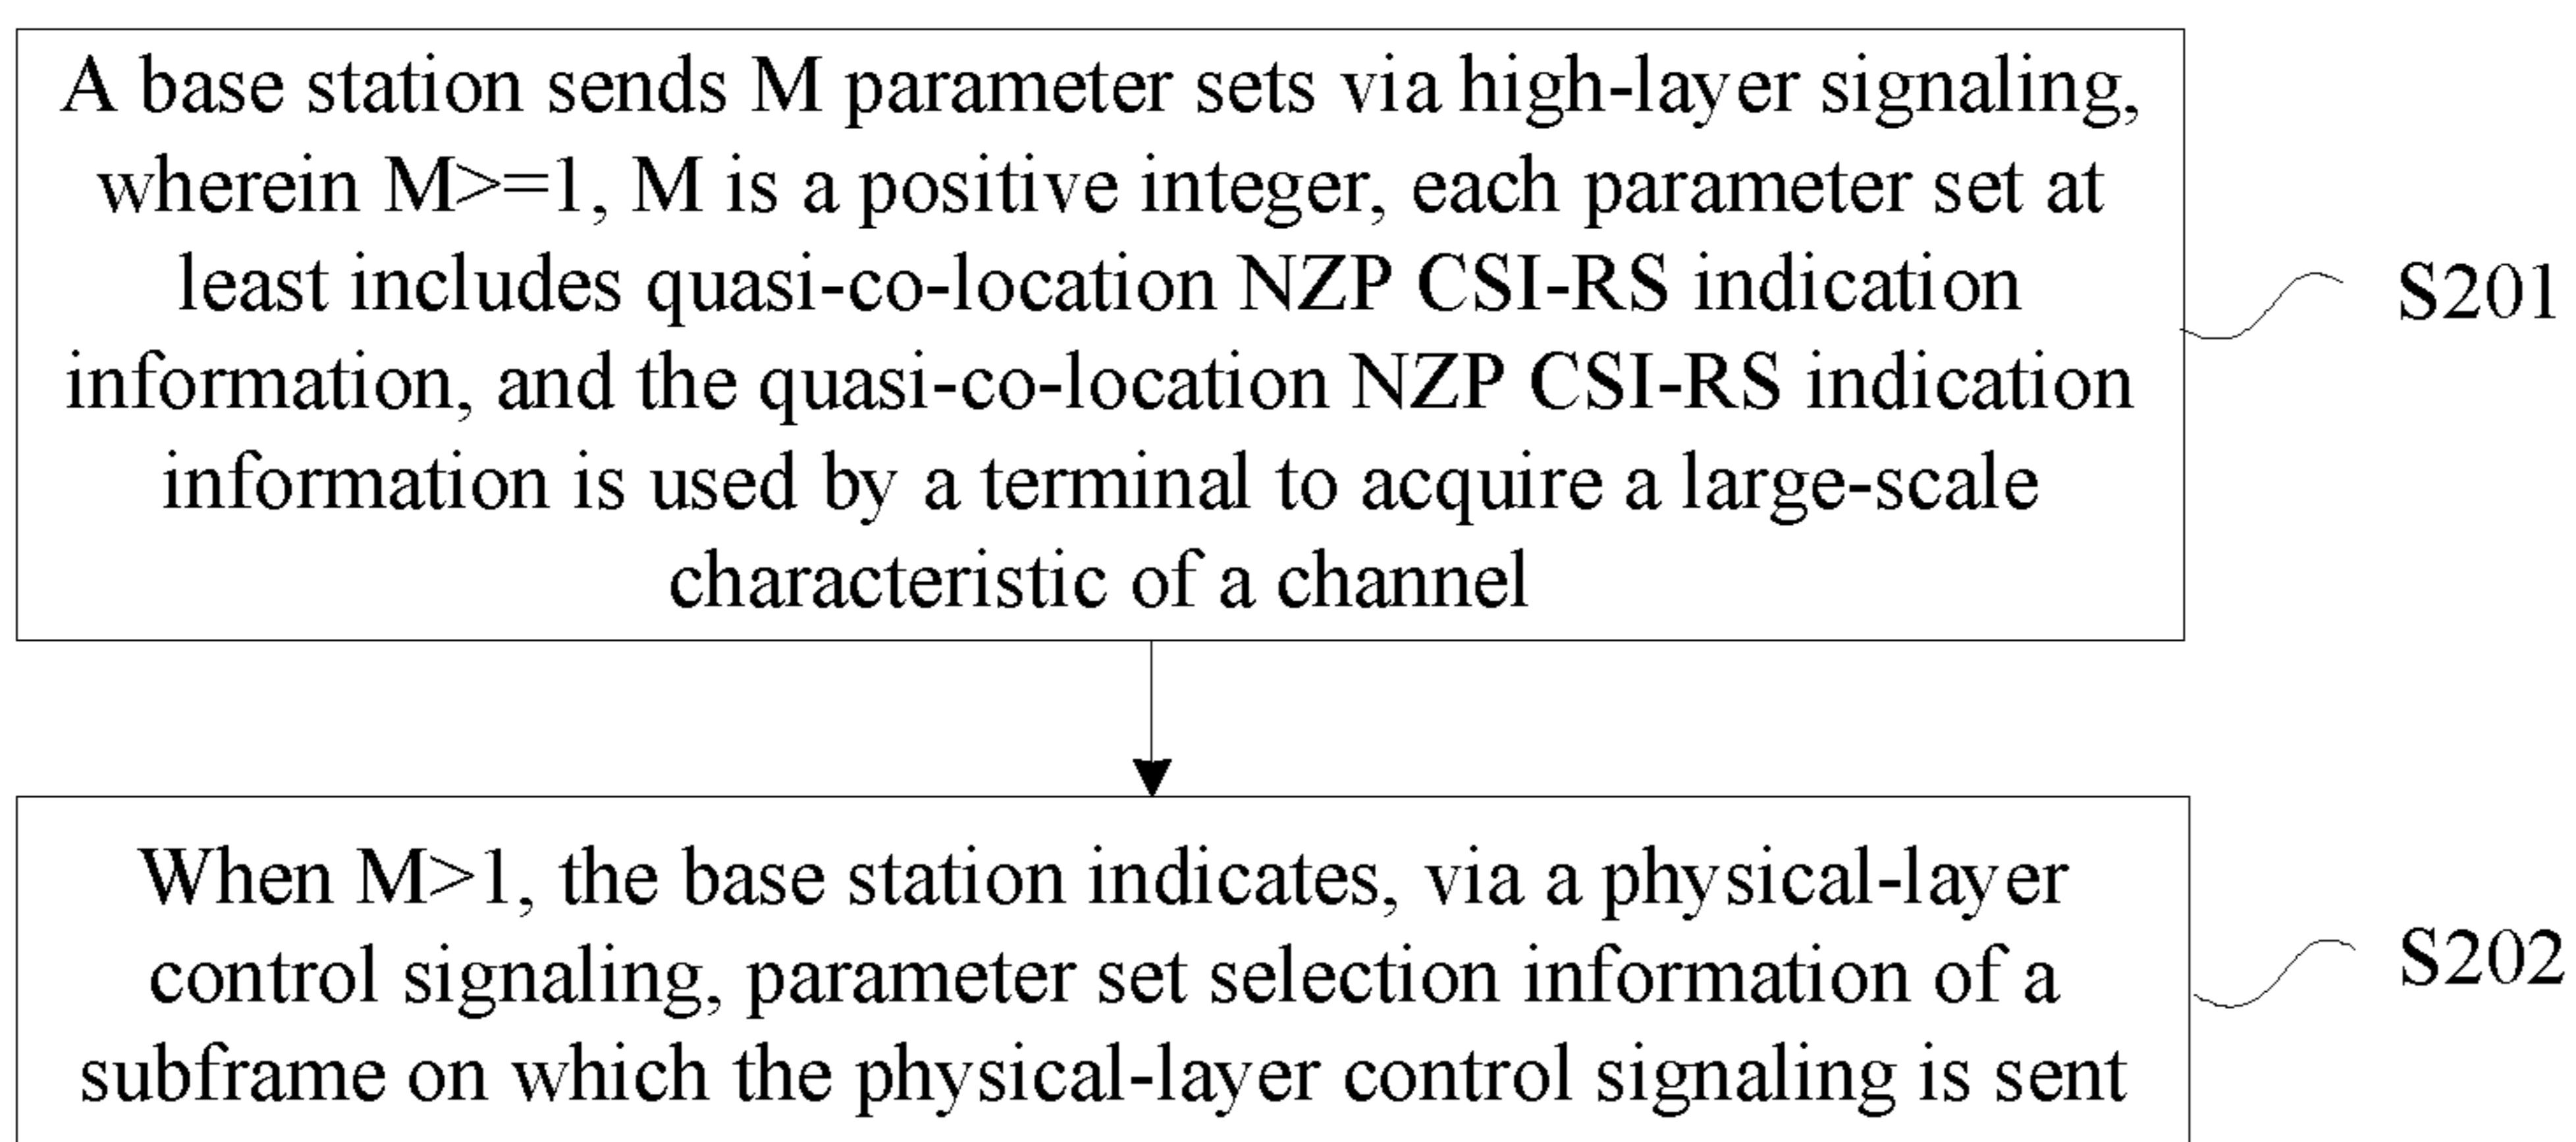 A base station sends M parameter sets via high-layer signaling,
wherein M>=1, M is a positive integer, each parameter set at
least includes quasi-co-location NZP CSI-RS indication
information, and the quasi-co-location NZP CSI-RS indication
information is used by a terminal to acquire a large-scale
characteristic of a channel
S201
When M>1, the base station indicates, via a physical-layer
control signaling, parameter set selection information of a
subframe on which the physical-layer control signaling is sent
S202